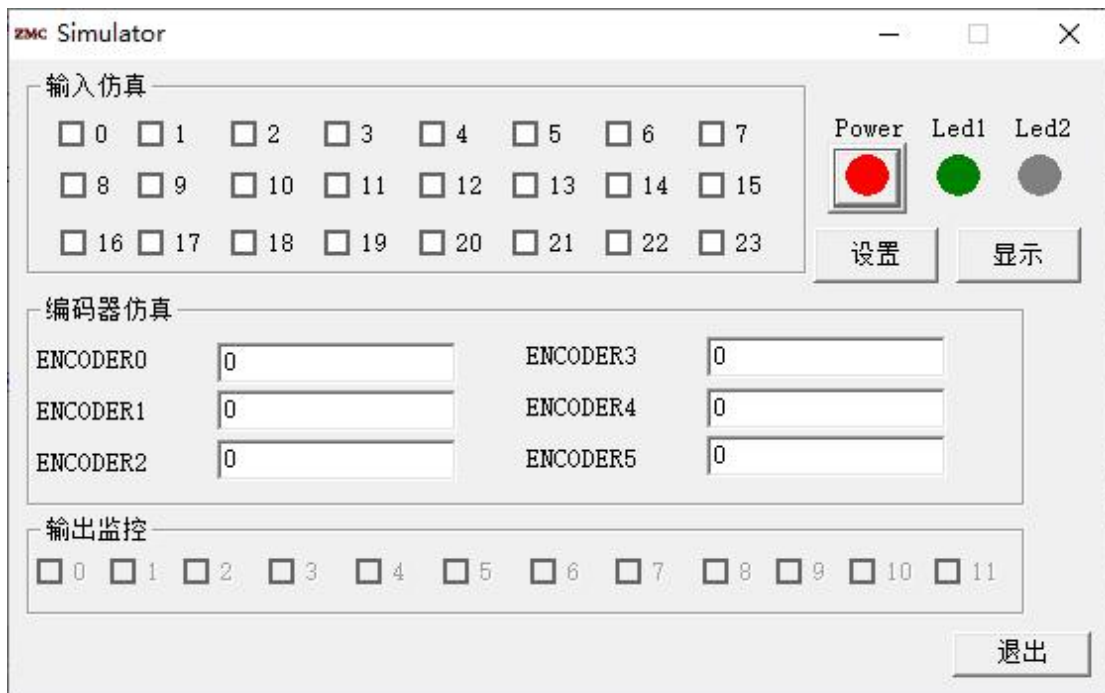 ZMC Simulator
输入仿真
0 1 2 3 4 5 6 7
Power Led1 Led2
8 9 10 11 12 13 14 15
16 17 18 19 20 21 22 23
设置 显示
编码器仿真
ENCODER0 0 ENCODER3 0
ENCODER1 0 ENCODER4 0
ENCODER2 0 ENCODER5 0
输出监控
0 1 2 3 4 5 6 7 8 9 10 11
退出